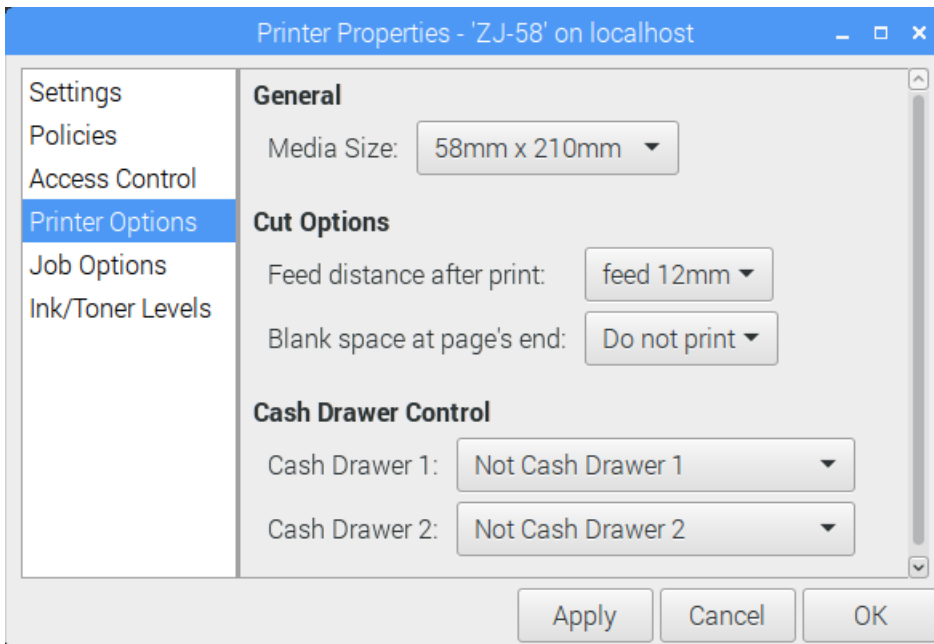 Printer Properties - 'ZJ-58' on localhost
Settings
Policies
Access Control
Printer Options
Job Options
Ink/Toner Levels
General
Media Size: 58mm x 210mm
Cut Options
Feed distance after print: feed 12mm
Blank space at page's end: Do not print
Cash Drawer Control
Cash Drawer 1: Not Cash Drawer 1
Cash Drawer 2: Not Cash Drawer 2
Apply Cancel OK